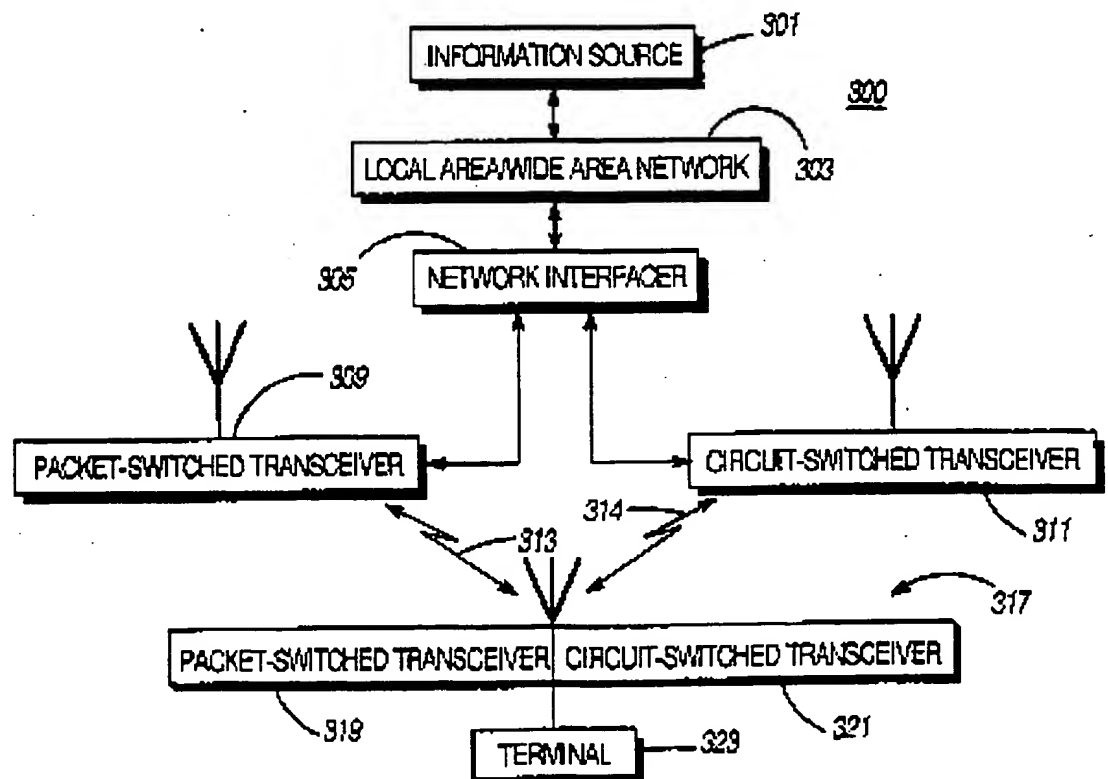 301
INFORMATION SOURCE
300
LOCAL AREA/WIDE AREA NETWORK
303
305
NETWORK INTERFACER
309
PACKET-SWITCHED TRANSCEIVER
CIRCUIT-SWITCHED TRANSCEIVER
314
311
313
317
PACKET-SWITCHED TRANSCEIVER CIRCUIT-SWITCHED TRANSCEIVER
319
321
TERMINAL
323